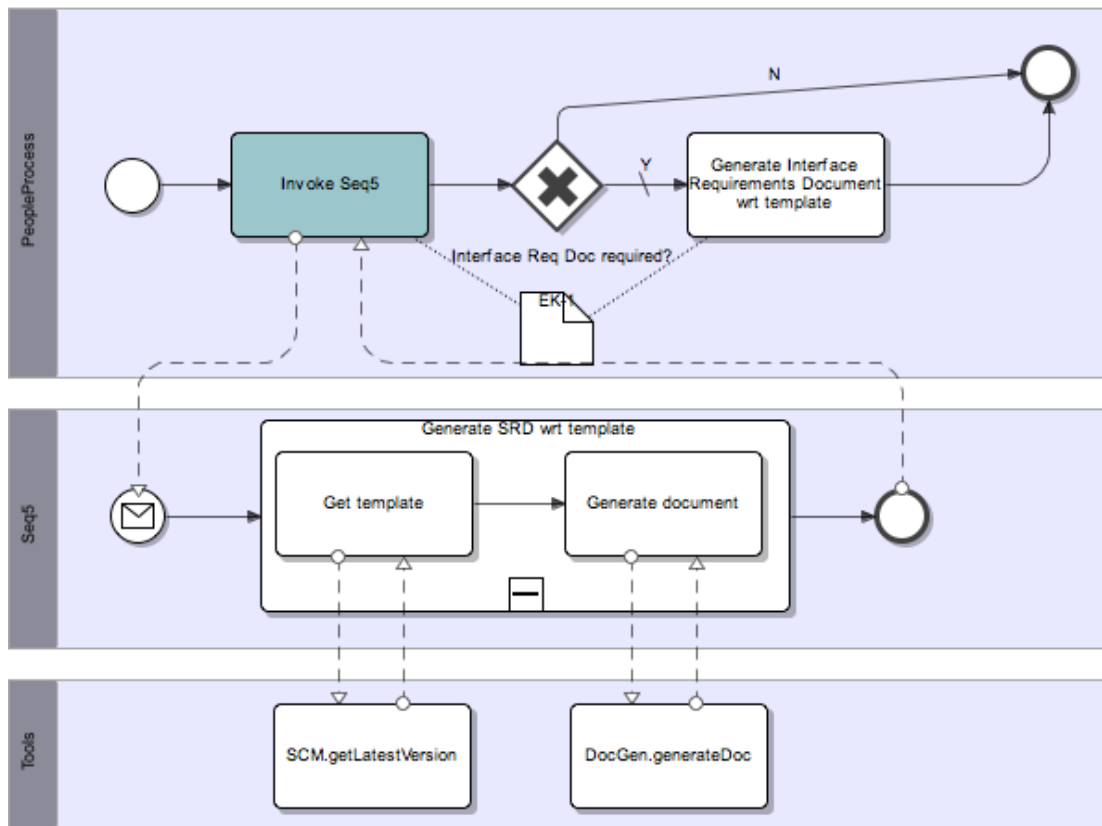 PeopleProcess
N
Invoke Seq5
Y
Generate Interface
Requirements Document
wrt template
Interface Req Doc required?
EK-1
Seq5
Generate SRD wrt template
Get template
Generate document
Tools
SCM.getLatestVersion
DocGen.generateDoc